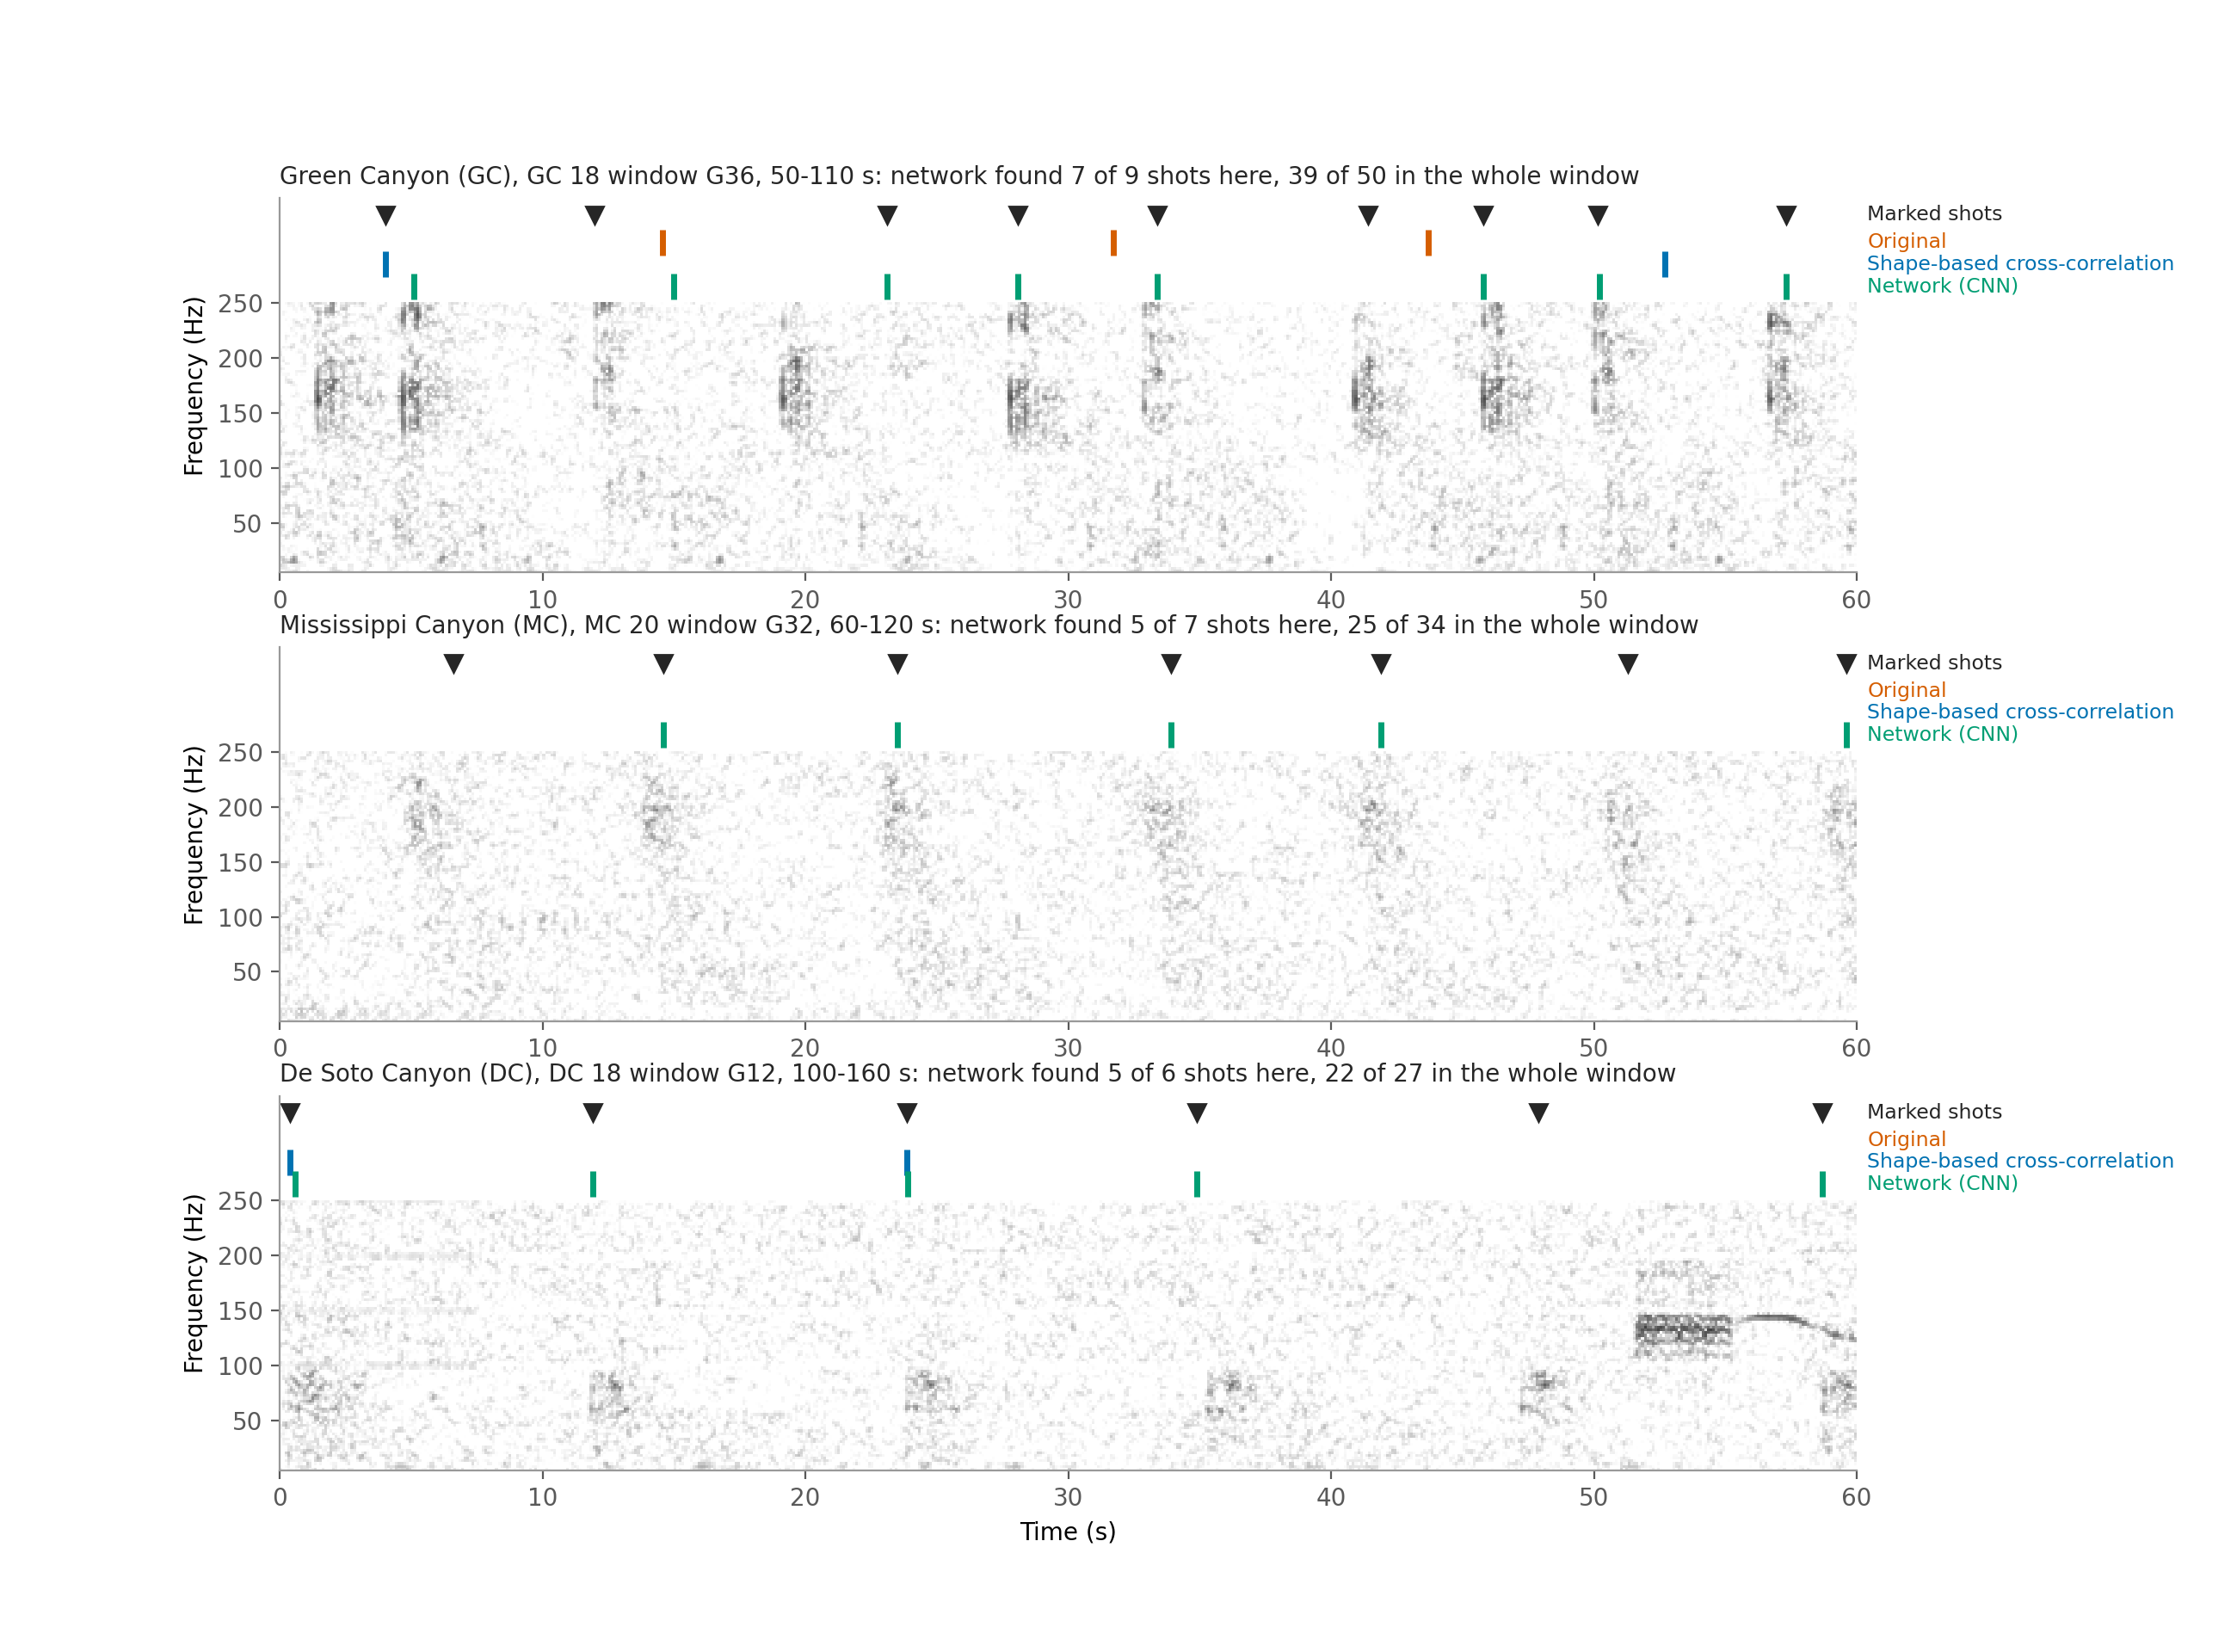 Green Canyon (GC), GC 18 window G36, 50-110 s: network found 7 of 9 shots here, 39 of 50 in the whole window
Marked shots
Original
Shape-based cross-correlation
Network (CNN)
Frequency (Hz)
250
200
150
100
50
0 10 20 30 40 50 60
Mississippi Canyon (MC), MC 20 window G32, 60-120 s: network found 5 of 7 shots here, 25 of 34 in the whole window
Marked shots
Original
Shape-based cross-correlation
Network (CNN)
Frequency (Hz)
250
200
150
100
50
0 10 20 30 40 50 60
De Soto Canyon (DC), DC 18 window G12, 100-160 s: network found 5 of 6 shots here, 22 of 27 in the whole window
Marked shots
Original
Shape-based cross-correlation
Network (CNN)
Frequency (Hz)
250
200
150
100
50
0 10 20 30 40 50 60
Time (s)